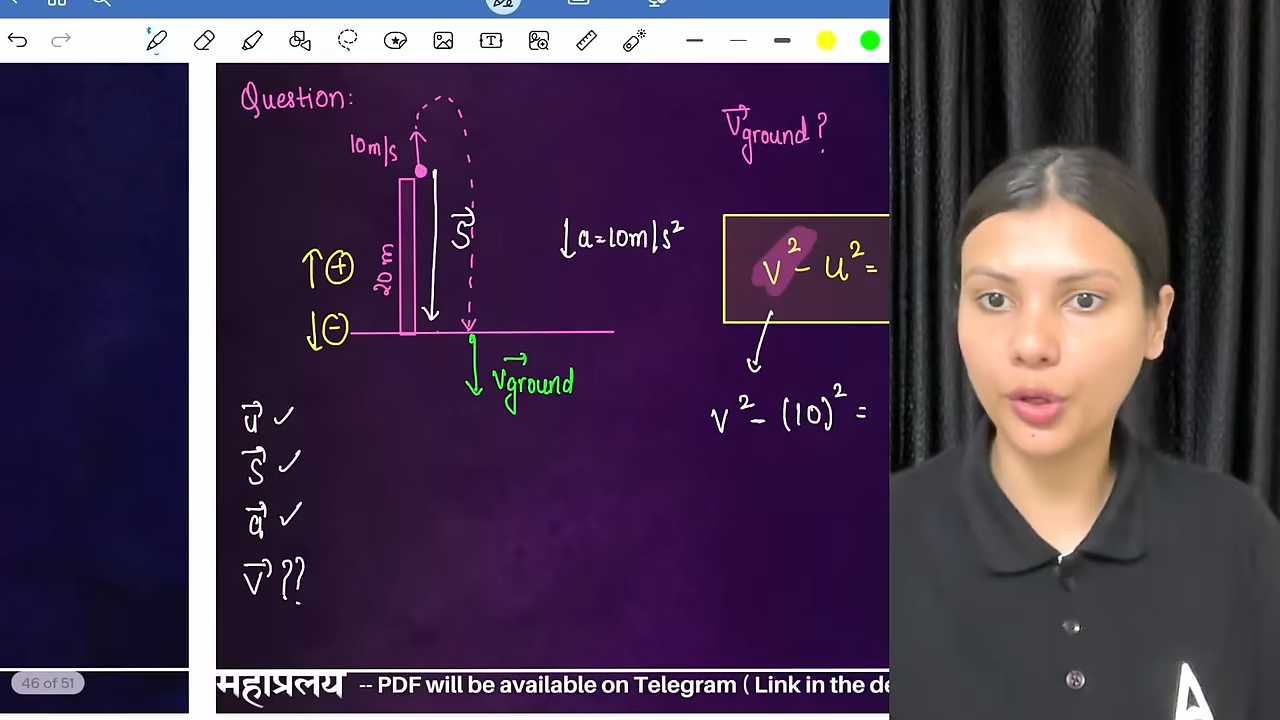 Question:
10m/s
20 m
S
↑ ⊕
↓ ⊖
↓ a=10m/s²
V ground
V ground ?
v² - u² =
v² - (10)² =
u ✓
s ✓
a ✓
v ??
46 of 51
महाप्रलय -- PDF will be available on Telegram ( Link in the de